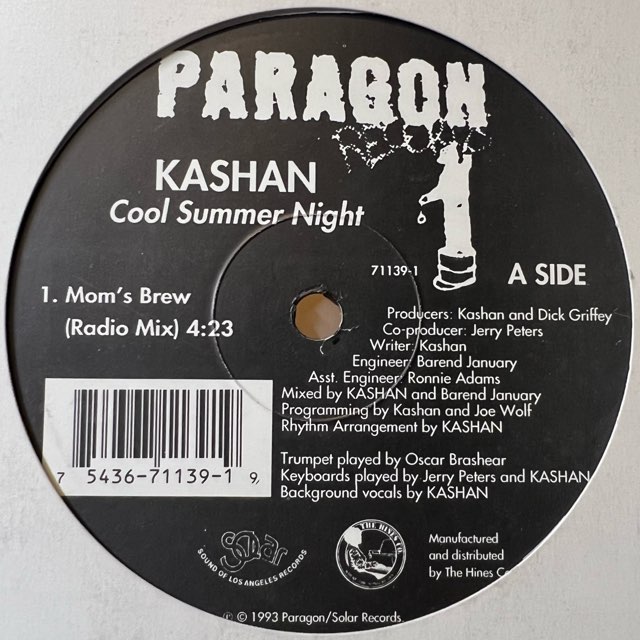 PARAGON
RECORDS
KASHAN
Cool Summer Night
1
71139-1
A SIDE
1. Mom's Brew
(Radio Mix) 4:23
Producers: Kashan and Dick Griffey
Co-producer: Jerry Peters
Writer: Kashan
Engineer: Barend January
Asst. Engineer: Ronnie Adams
Mixed by KASHAN and Barend January
Programming by Kashan and Joe Wolf
Rhythm Arrangement by KASHAN
Trumpet played by Oscar Brashear
Keyboards played by Jerry Peters and KASHAN
Background vocals by KASHAN
7 5436-71139-1 9
Solar
SOUND OF LOS ANGELES RECORDS
THE HINES CO.
Manufactured
and distributed
by The Hines
℗ © 1993 Paragon/Solar Records